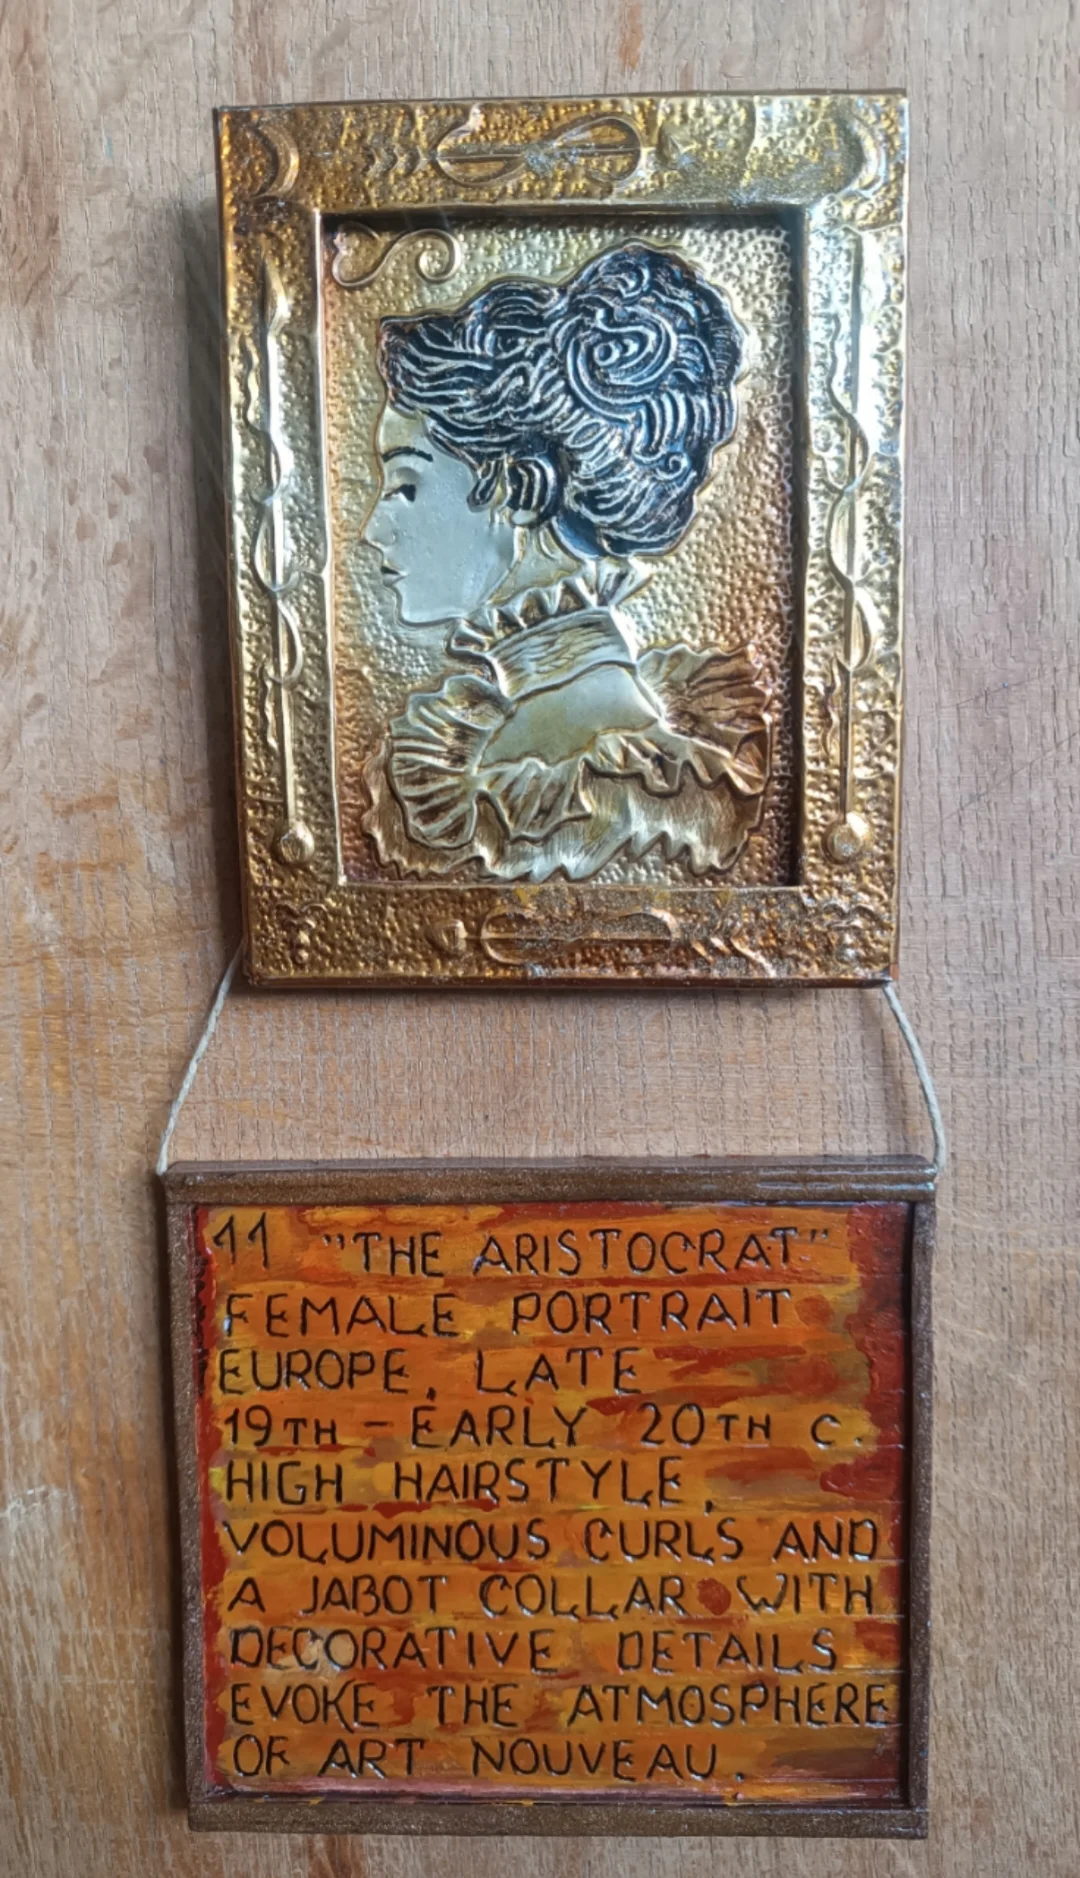 11 "THE ARISTOCRAT"
FEMALE PORTRAIT
EUROPE, LATE
19TH - EARLY 20TH C.
HIGH HAIRSTYLE,
VOLUMINOUS CURLS AND
A JABOT COLLAR WITH
DECORATIVE DETAILS
EVOKE THE ATMOSPHERE
OF ART NOUVEAU.